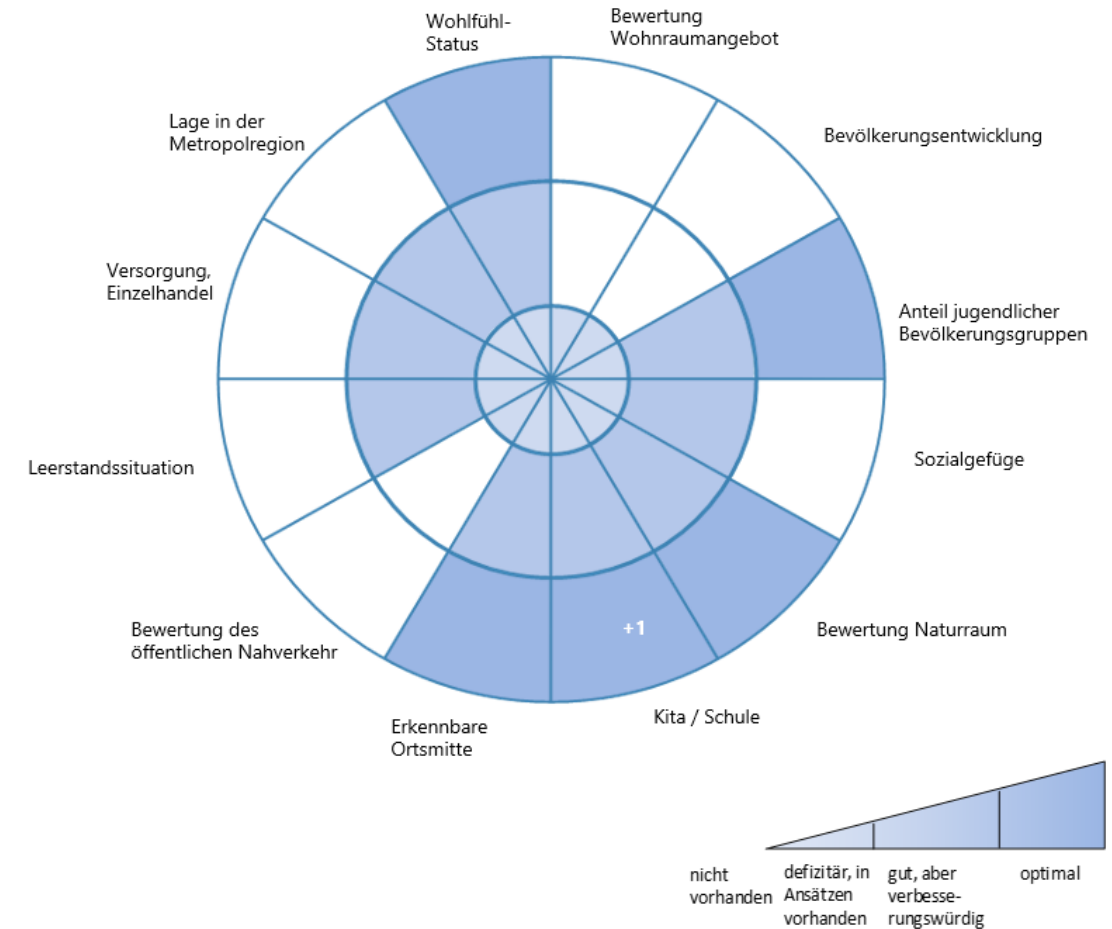 Wohlfühl-
Status
Bewertung
Wohnraumangebot
Bevölkerungsentwicklung
Anteil jugendlicher
Bevölkerungsgruppen
Sozialgefüge
Bewertung Naturraum
+1
Kita / Schule
Erkennbare
Ortsmitte
Bewertung des
öffentlichen Nahverkehr
Leerstandssituation
Versorgung,
Einzelhandel
Lage in der
Metropolregion
nicht
vorhanden
defizitär, in
Ansätzen
vorhanden
gut, aber
verbesse-
rungswürdig
optimal